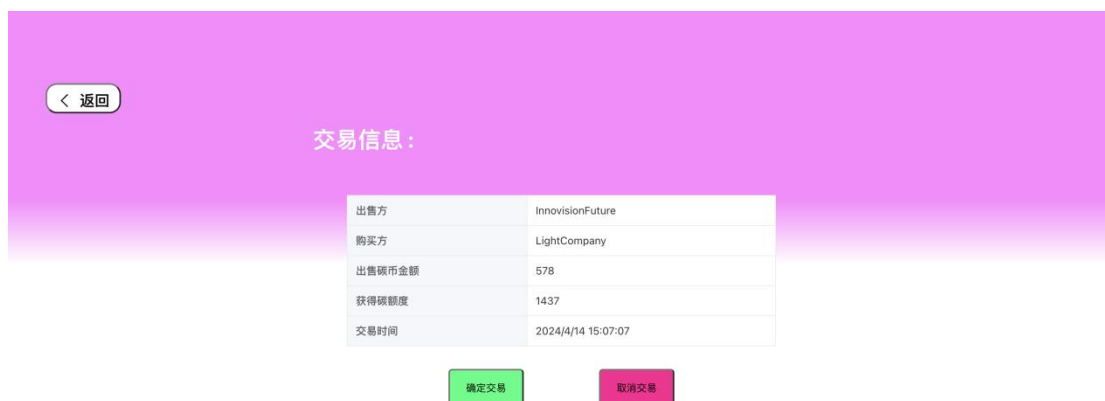 < 返回
交易信息：
出售方 InnovisionFuture
购买方 LightCompany
出售碳币金额 578
获得碳额度 1437
交易时间 2024/4/14 15:07:07
确定交易 取消交易